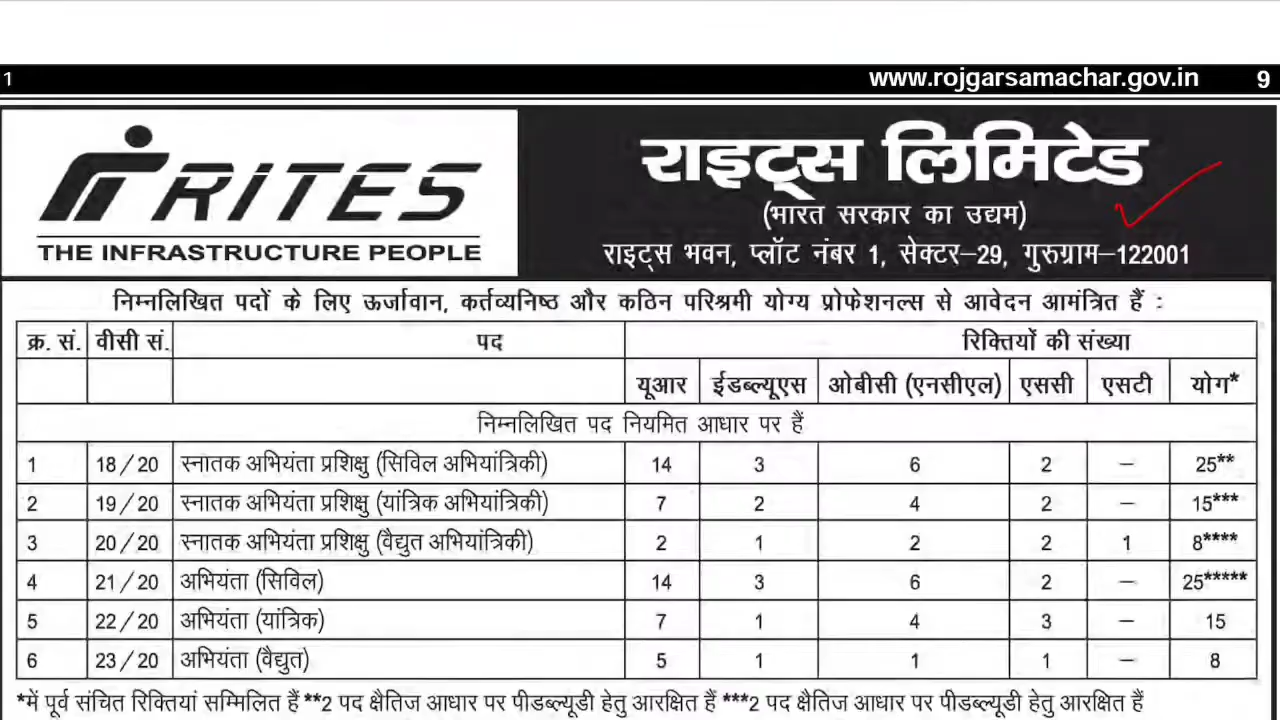 1 www.rojgarsamachar.gov.in 9
RITES
THE INFRASTRUCTURE PEOPLE
राइट्स लिमिटेड
(भारत सरकार का उद्यम)
राइट्स भवन, प्लॉट नंबर 1, सेक्टर–29, गुरुग्राम–122001
निम्नलिखित पदों के लिए ऊर्जावान, कर्तव्यनिष्ठ और कठिन परिश्रमी योग्य प्रोफेशनल्स से आवेदन आमंत्रित हैं :
क्र. सं. वीसी सं. पद रिक्तियों की संख्या
यूआर ईडब्ल्यूएस ओबीसी (एनसीएल) एससी एसटी योग*
निम्नलिखित पद नियमित आधार पर हैं
1 18/20 स्नातक अभियंता प्रशिक्षु (सिविल अभियांत्रिकी) 14 3 6 2 – 25**
2 19/20 स्नातक अभियंता प्रशिक्षु (यांत्रिक अभियांत्रिकी) 7 2 4 2 – 15***
3 20/20 स्नातक अभियंता प्रशिक्षु (वैद्युत अभियांत्रिकी) 2 1 2 2 1 8****
4 21/20 अभियंता (सिविल) 14 3 6 2 – 25*****
5 22/20 अभियंता (यांत्रिक) 7 1 4 3 – 15
6 23/20 अभियंता (वैद्युत) 5 1 1 1 – 8
*में पूर्व संचित रिक्तियां सम्मिलित हैं **2 पद क्षैतिज आधार पर पीडब्ल्यूडी हेतु आरक्षित हैं ***2 पद क्षैतिज आधार पर पीडब्ल्यूडी हेतु आरक्षित हैं